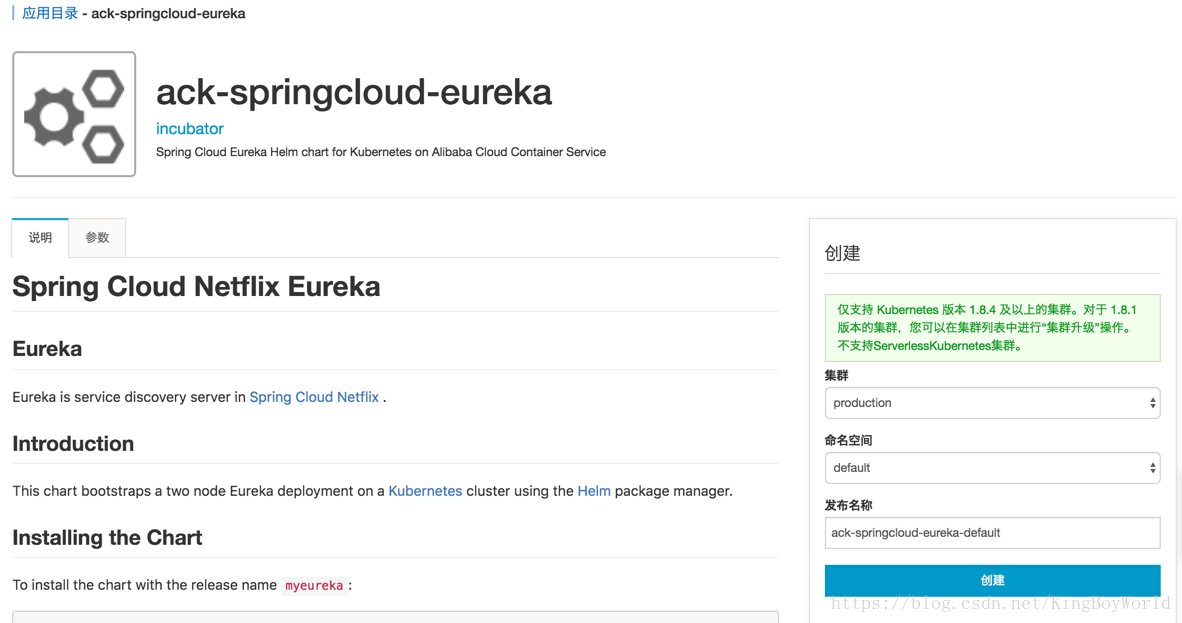 应用目录 - ack-springcloud-eureka
ack-springcloud-eureka
incubator
Spring Cloud Eureka Helm chart for Kubernetes on Alibaba Cloud Container Service
说明
参数
Spring Cloud Netflix Eureka
Eureka
Eureka is service discovery server in Spring Cloud Netflix .
Introduction
This chart bootstraps a two node Eureka deployment on a Kubernetes cluster using the Helm package manager.
Installing the Chart
To install the chart with the release name myeureka :
创建
仅支持 Kubernetes 版本 1.8.4 及以上的集群。对于 1.8.1
版本的集群，您可以在集群列表中进行“集群升级”操作。
不支持ServerlessKubernetes集群。
集群
production
命名空间
default
发布名称
ack-springcloud-eureka-default
创建
https://blog.csdn.net/KingBoyWorld